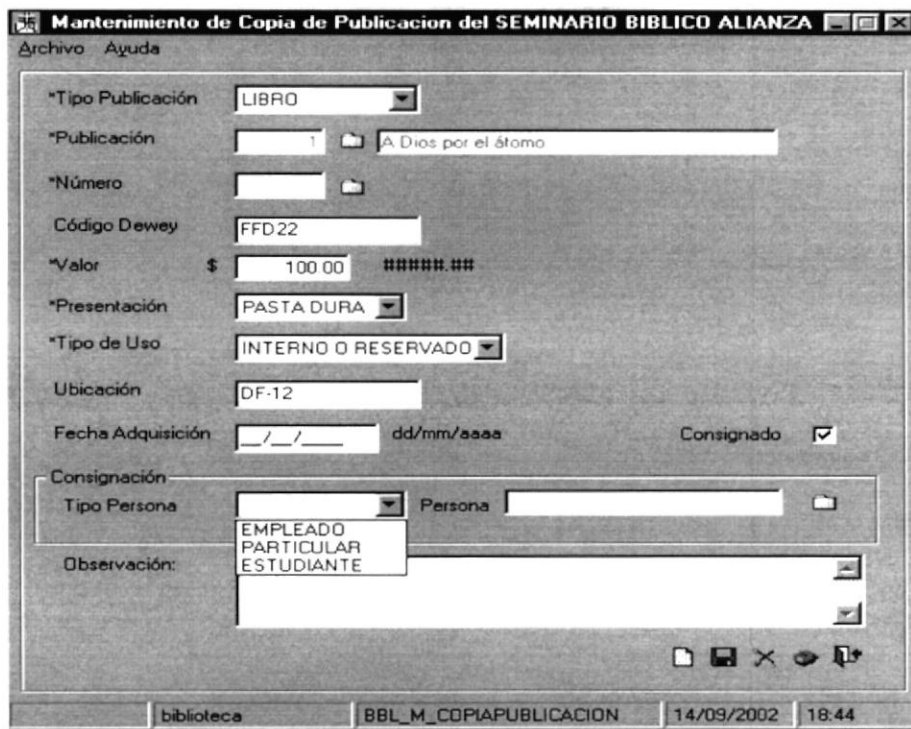 Mantenimiento de Copia de Publicacion del SEMINARIO BIBLICO ALIANZA
Archivo Ayuda
*Tipo Publicación LIBRO
*Publicación 1 A Dios por el átomo
*Número
Código Dewey FFD22
*Valor $ 100.00 #####.##
*Presentación PASTA DURA
*Tipo de Uso INTERNO O RESERVADO
Ubicación DF-12
Fecha Adquisición __/__/____ dd/mm/aaaa Consignado
Consignación
Tipo Persona Persona
EMPLEADO
PARTICULAR
ESTUDIANTE
Observación:
biblioteca BBL_M_COPIAPUBLICACION 14/09/2002 18:44